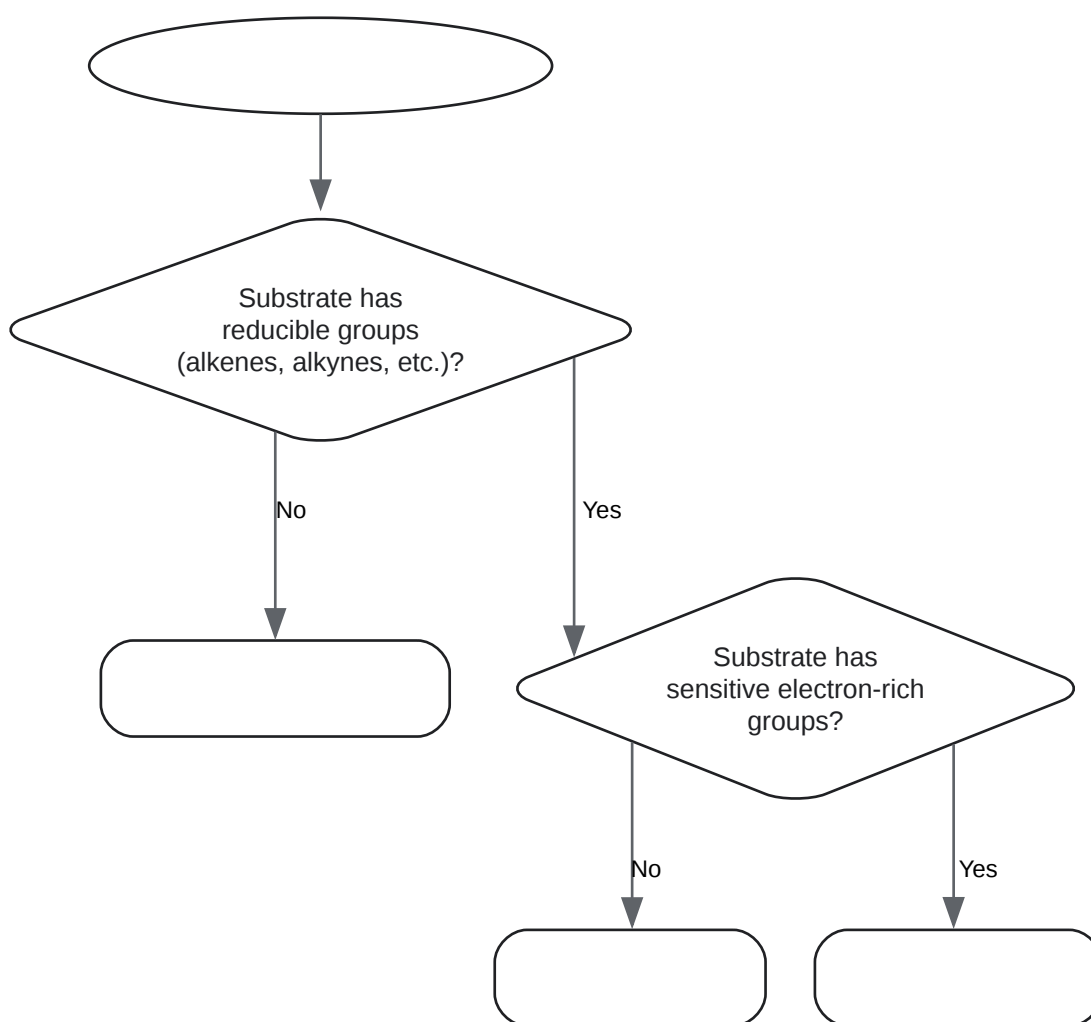 Substrate has
reducible groups
(alkenes, alkynes, etc.)?
No
Yes
Substrate has
sensitive electron-rich
groups?
No
Yes